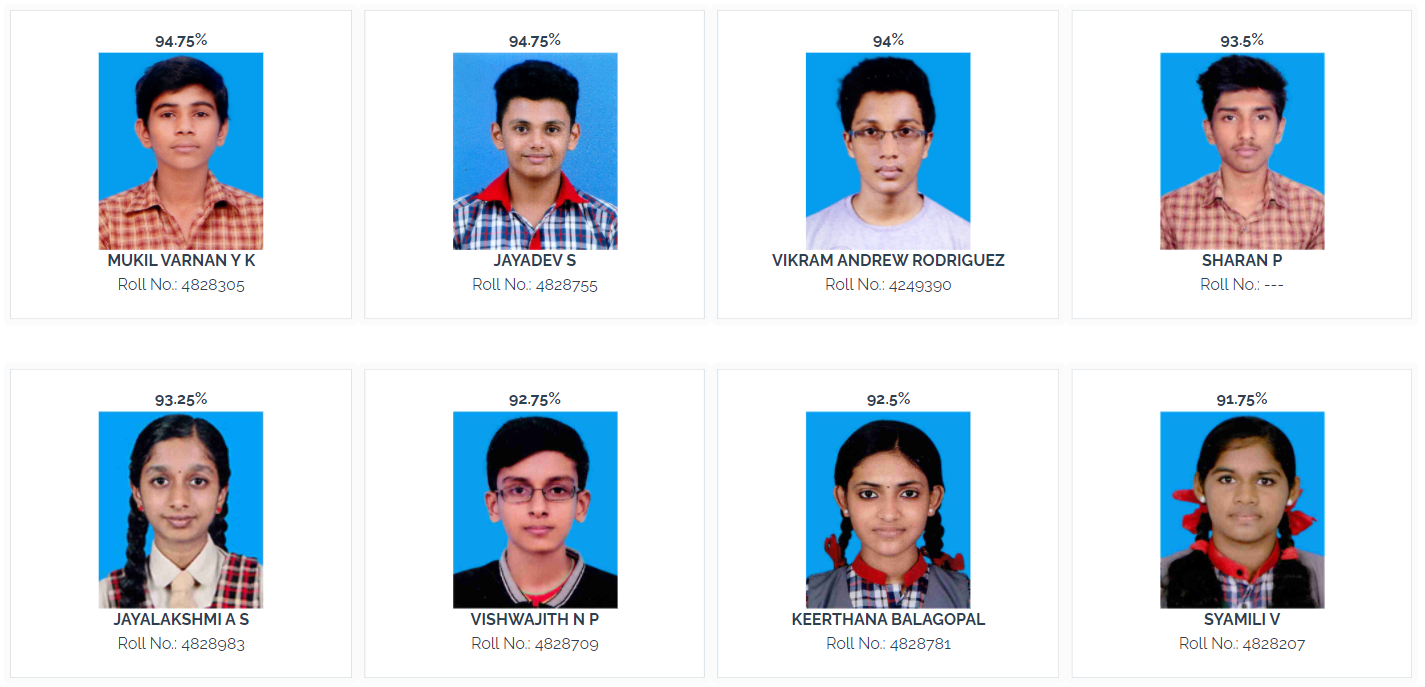 94.75%
94.75%
94%
93.5%
MUKIL VARNAN Y K
JAYADEV S
VIKRAM ANDREW RODRIGUEZ
SHARAN P
Roll No.: 4828305
Roll No.: 4828755
Roll No.: 4249390
Roll No.: ---
93.25%
92.75%
92.5%
91.75%
JAYALAKSHMI A S
VISHWAJITH N P
KEERTHANA BALAGOPAL
SYAMILI V
Roll No.: 4828983
Roll No.: 4828709
Roll No.: 4828781
Roll No.: 4828207